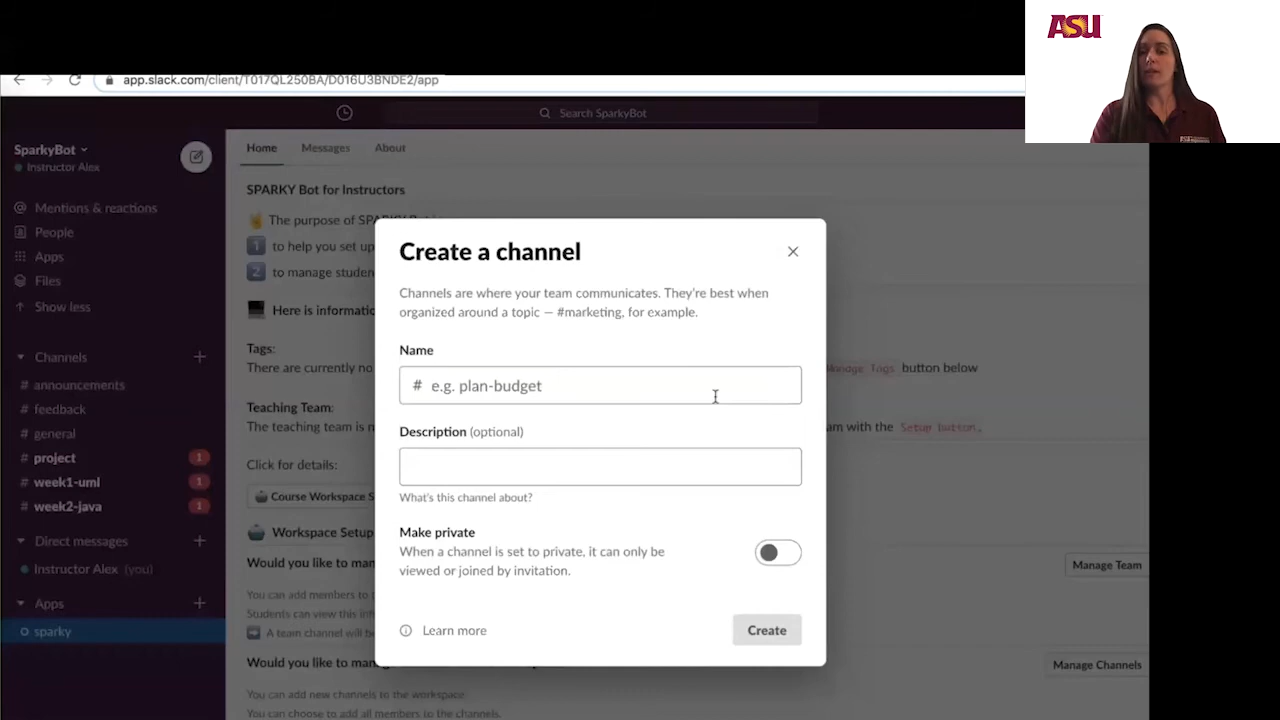 ASU
app.slack.com/client/T017QL250BA/D016U3BNDE2/app
Search SparkyBot
SparkyBot
Instructor Alex
Mentions & reactions
People
Apps
Files
Show less
Channels
# announcements
# feedback
# general
# project 1
# week1-uml 1
# week2-java 1
Direct messages
Instructor Alex (you)
Apps
sparky
Home Messages About
SPARKY Bot for Instructors
The purpose of SPARKY Bot
1 to help you set up
2 to manage studen
Here is informati
Tags:
There are currently no
Manage Tags button below
Teaching Team:
The teaching team is n
am with the Setup button.
Click for details:
Course Workspace S
Workspace Setup
Would you like to man
Manage Team
You can add members to t
Students can view this inf
A team channel will be
Would you like to man
Manage Channels
You can add new channels to the workspace.
You can choose to add all members to the channels.
Create a channel
Channels are where your team communicates. They're best when
organized around a topic — #marketing, for example.
Name
# e.g. plan-budget
Description (optional)
What's this channel about?
Make private
When a channel is set to private, it can only be
viewed or joined by invitation.
Learn more
Create